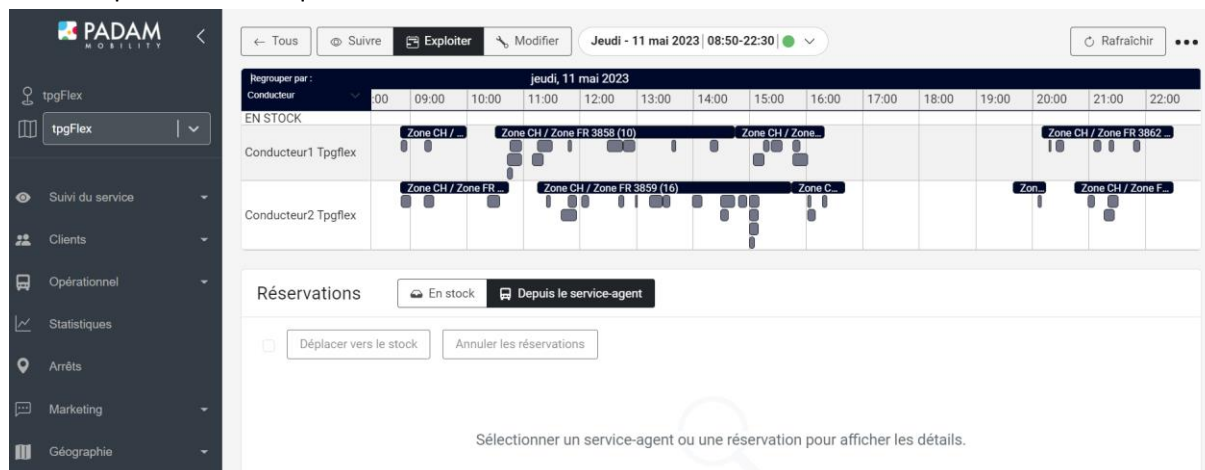 PADAM
MOBILITY
tpgFlex
tpgFlex
Suivi du service
Clients
Opérationnel
Statistiques
Arrêts
Marketing
Géographie
← Tous
Suivre
Exploiter
Modifier
Jeudi - 11 mai 2023 | 08:50-22:30
Rafraîchir
Regrouper par :
Conducteur
jeudi, 11 mai 2023
:00 09:00 10:00 11:00 12:00 13:00 14:00 15:00 16:00 17:00 18:00 19:00 20:00 21:00 22:00
EN STOCK
Conducteur1 Tpgflex
Zone CH / ... Zone CH / Zone FR 3858 (10) Zone CH / Zone... Zone CH / Zone FR 3862 ...
Conducteur2 Tpgflex
Zone CH / Zone FR ... Zone CH / Zone FR 3859 (16) Zone C... Zon... Zone CH / Zone F...
Réservations
En stock
Depuis le service-agent
Déplacer vers le stock
Annuler les réservations
Sélectionner un service-agent ou une réservation pour afficher les détails.